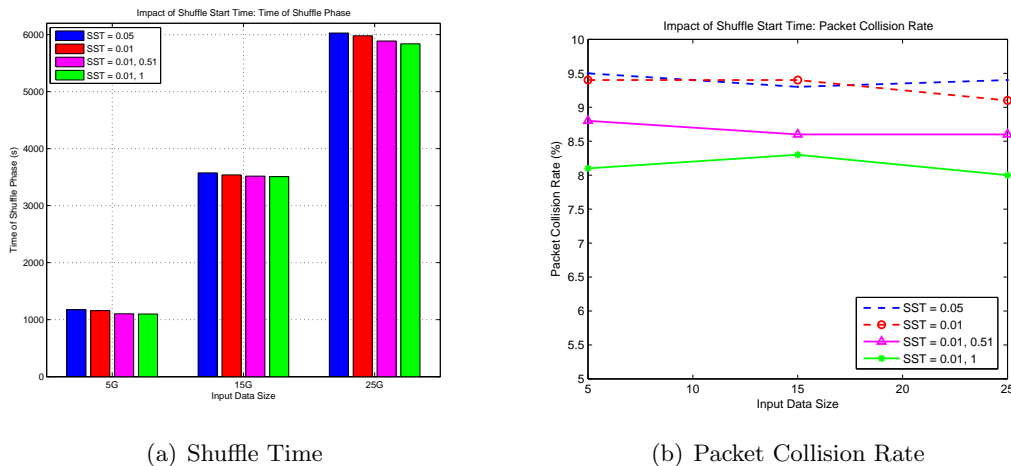 Impact of Shuffle Start Time: Time of Shuffle Phase
SST = 0.05
SST = 0.01
SST = 0.01, 0.51
SST = 0.01, 1
Time of Shuffle Phase (s)
6000
5000
4000
3000
2000
1000
0
5G
15G
25G
Input Data Size
(a) Shuffle Time
Impact of Shuffle Start Time: Packet Collision Rate
Packet Collision Rate (%)
10
9.5
9
8.5
8
7.5
7
6.5
6
5.5
5
SST = 0.05
SST = 0.01
SST = 0.01, 0.51
SST = 0.01, 1
5
10
15
20
25
Input Data Size
(b) Packet Collision Rate